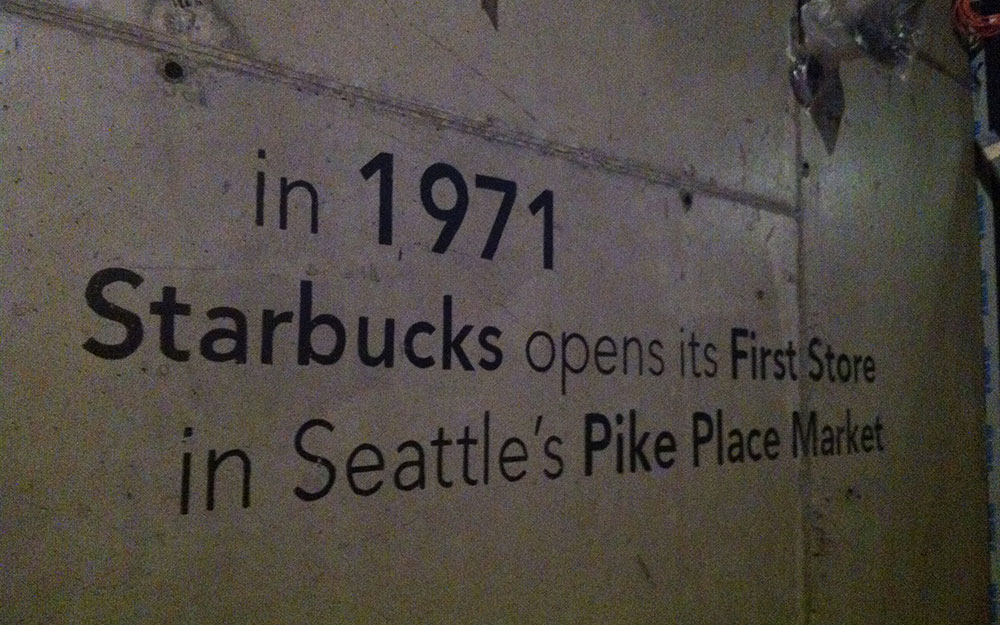 in 1971
Starbucks opens its First Store
in Seattle's Pike Place Market